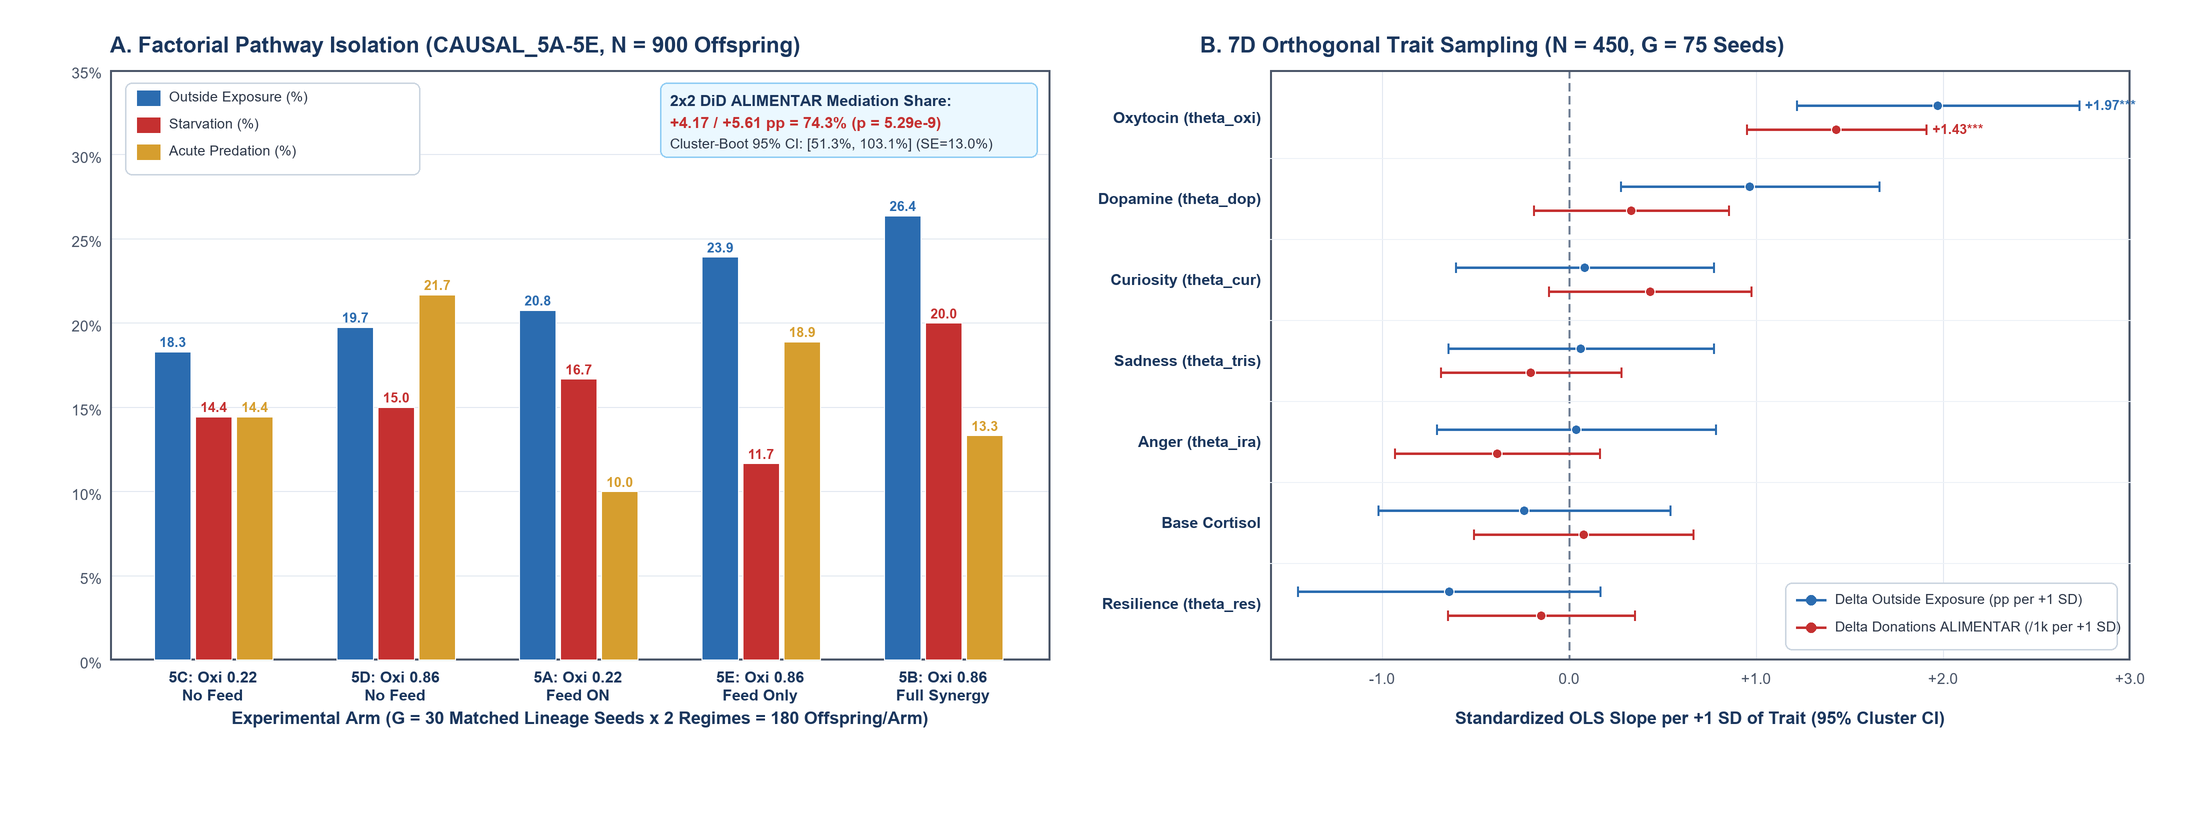 A. Factorial Pathway Isolation (CAUSAL_5A-5E, N = 900 Offspring)
35%
30%
25%
20%
15%
10%
5%
0%
Outside Exposure (%)
Starvation (%)
Acute Predation (%)
2x2 DiD ALIMENTAR Mediation Share:
+4.17 / +5.61 pp = 74.3% (p = 5.29e-9)
Cluster-Boot 95% CI: [51.3%, 103.1%] (SE=13.0%)
18.3
14.4
14.4
19.7
15.0
21.7
20.8
16.7
10.0
23.9
11.7
18.9
26.4
20.0
13.3
5C: Oxi 0.22
No Feed
5D: Oxi 0.86
No Feed
5A: Oxi 0.22
Feed ON
5E: Oxi 0.86
Feed Only
5B: Oxi 0.86
Full Synergy
Experimental Arm (G = 30 Matched Lineage Seeds x 2 Regimes = 180 Offspring/Arm)
B. 7D Orthogonal Trait Sampling (N = 450, G = 75 Seeds)
Oxytocin (theta_oxi)
+1.97***
+1.43***
Dopamine (theta_dop)
Curiosity (theta_cur)
Sadness (theta_tris)
Anger (theta_ira)
Base Cortisol
Resilience (theta_res)
Delta Outside Exposure (pp per +1 SD)
Delta Donations ALIMENTAR (/1k per +1 SD)
-1.0
0.0
+1.0
+2.0
+3.0
Standardized OLS Slope per +1 SD of Trait (95% Cluster CI)